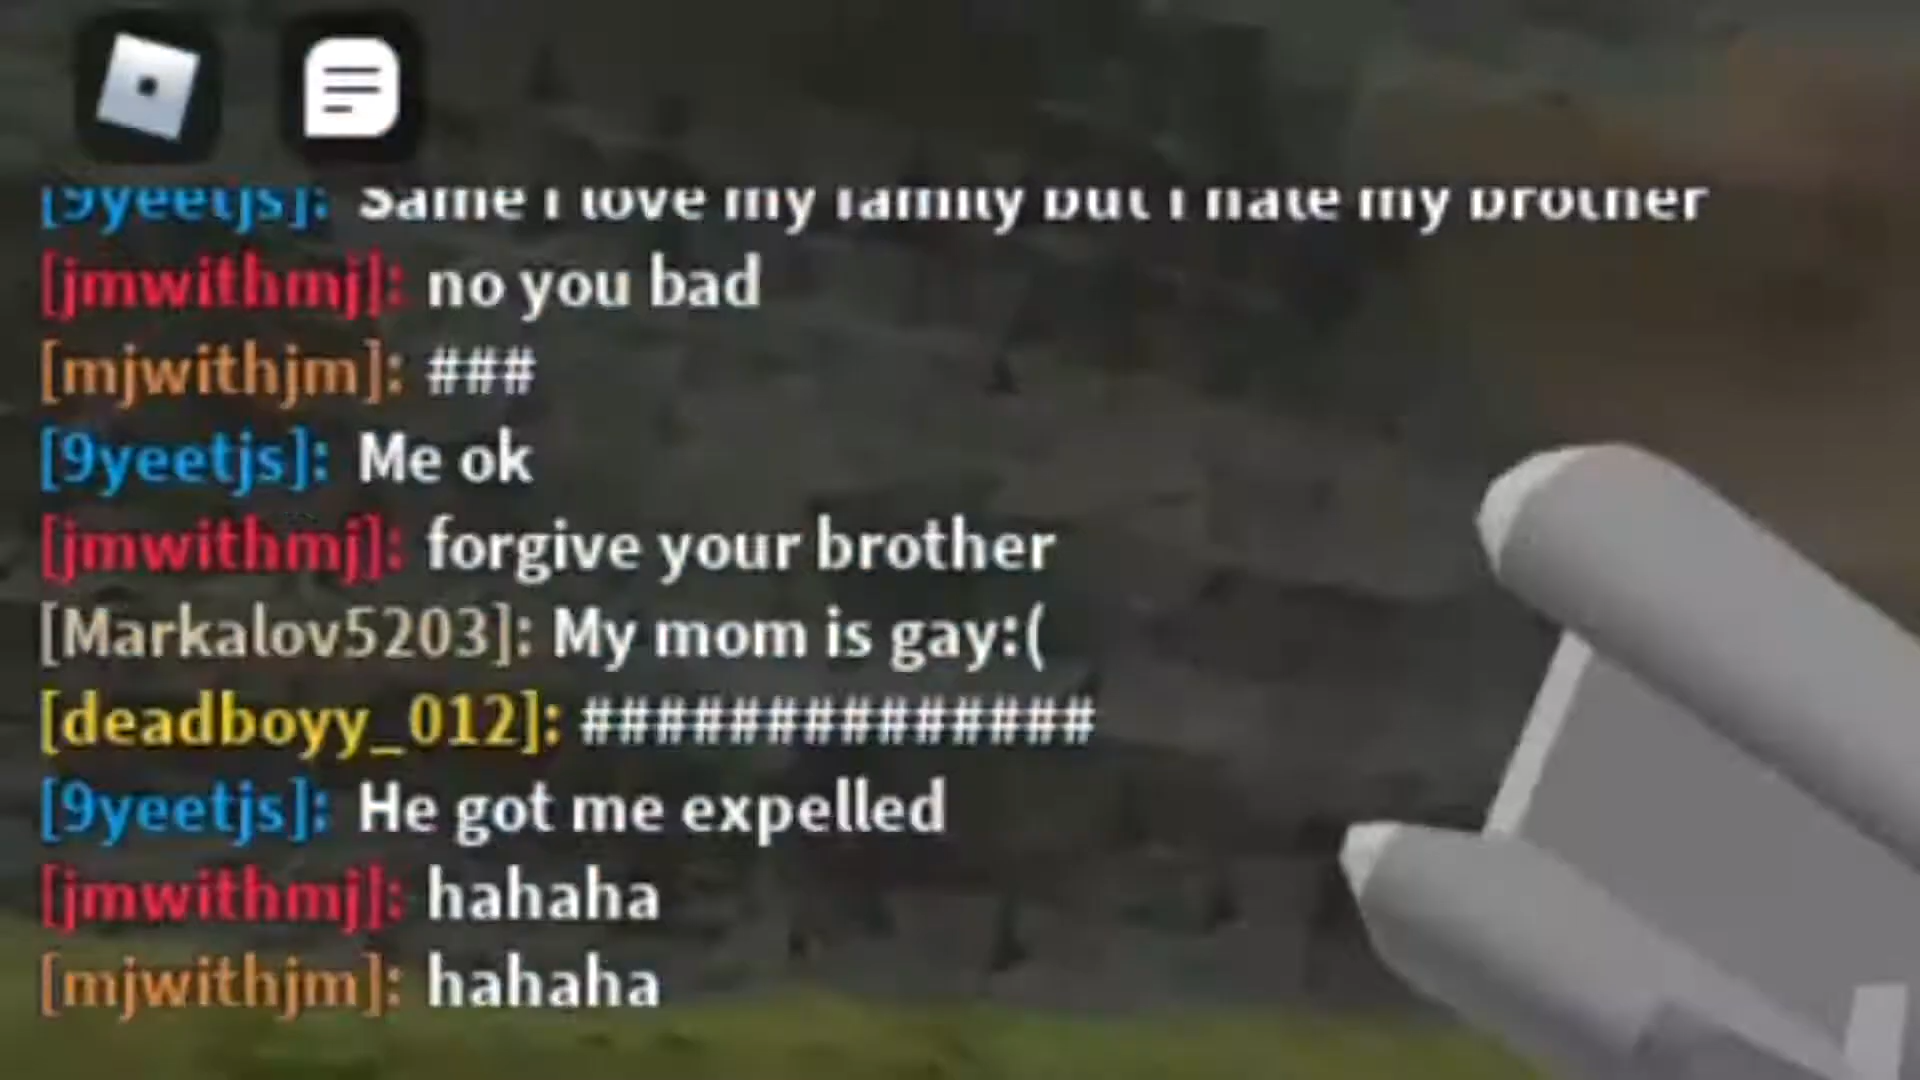 [9yeetjs]: Same I love my family but I hate my brother
[jmwithmj]: no you bad
[mjwithjm]: ###
[9yeetjs]: Me ok
[jmwithmj]: forgive your brother
[Markalov5203]: My mom is gay:(
[deadboyy_012]: ###############
[9yeetjs]: He got me expelled
[jmwithmj]: hahaha
[mjwithjm]: hahaha